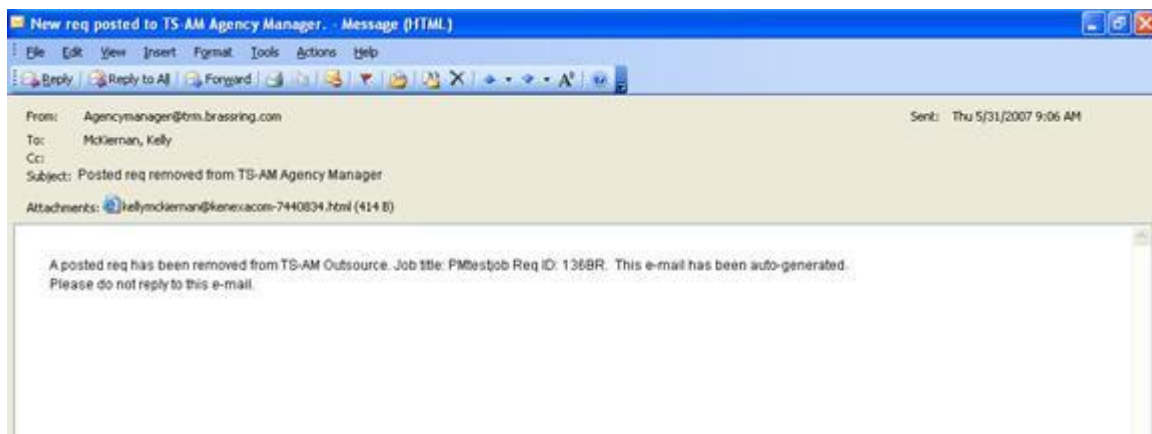 New req posted to TS-AM Agency Manager. - Message (HTML)
File Edit View Insert Format Tools Actions Help
Reply Reply to All Forward
From: Agencymanager@trm.brassring.com Sent: Thu 5/31/2007 9:06 AM
To: McKiernan, Kelly
Cc:
Subject: Posted req removed from TS-AM Agency Manager
Attachments: kellymckiernan@kenexacom-7440834.html (414 B)
A posted req has been removed from TS-AM Outsource. Job title: PMtestjob Req ID: 136BR. This e-mail has been auto-generated.
Please do not reply to this e-mail.